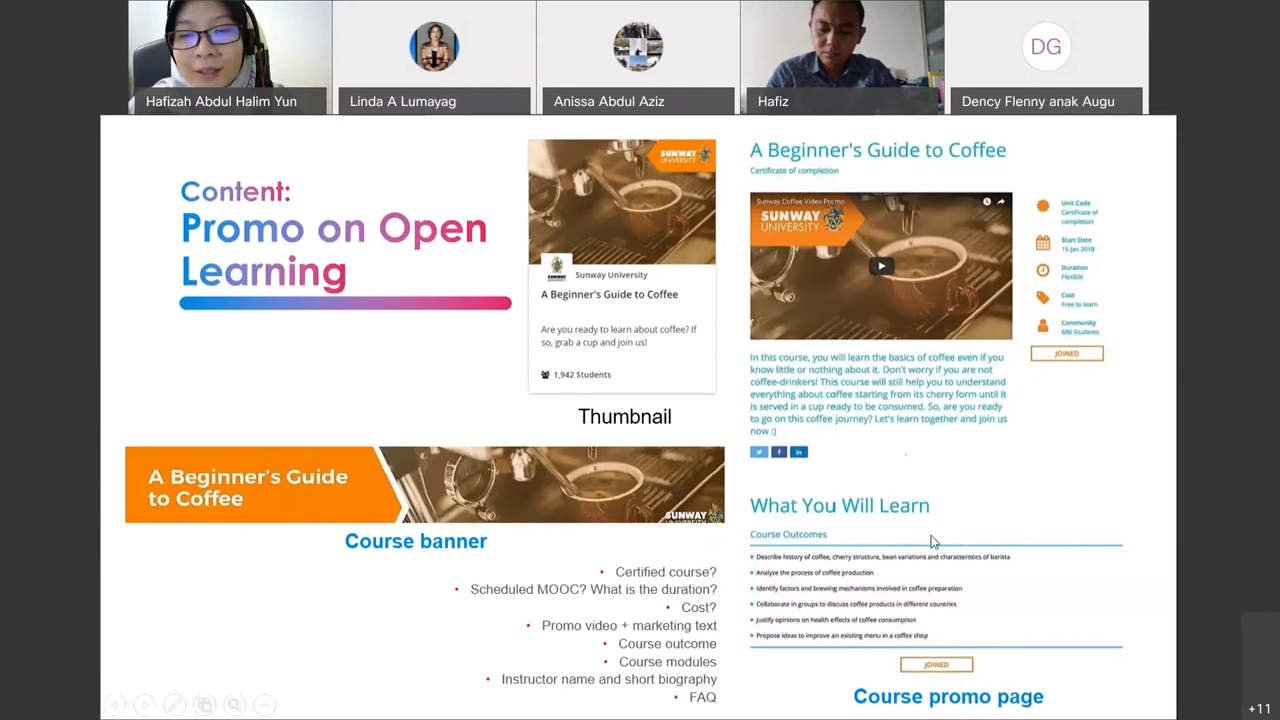 Hafizah Abdul Halim Yun
Linda A Lumayag
Anissa Abdul Aziz
Hafiz
DG
Dency Flenny anak Augu
Content:
Promo on Open
Learning
SUNWAY
UNIVERSITY
Sunway University
A Beginner's Guide to Coffee
Are you ready to learn about coffee? If
so, grab a cup and join us!
1,942 Students
Thumbnail
A Beginner's Guide
to Coffee
SUNWAY
UNIVERSITY
Course banner
• Certified course?
• Scheduled MOOC? What is the duration?
• Cost?
• Promo video + marketing text
• Course outcome
• Course modules
• Instructor name and short biography
• FAQ
A Beginner's Guide to Coffee
Certificate of completion
Sunway Coffee Video Promo
SUNWAY
UNIVERSITY
Unit Code
Certificate of
completion
Start Date
15 Jan 2018
Duration
Flexible
Cost
Free to learn
Community
686 Students
JOINED
In this course, you will learn the basics of coffee even if you
know little or nothing about it. Don't worry if you are not
coffee-drinkers! This course will still help you to understand
everything about coffee starting from its cherry form until it
is served in a cup ready to be consumed. So, are you ready
to go on this coffee journey? Let's learn together and join us
now :)
What You Will Learn
Course Outcomes
• Describe history of coffee, cherry structure, bean variations and characteristics of barista
• Analyze the process of coffee production
• Identify factors and brewing mechanisms involved in coffee preparation
• Collaborate in groups to discuss coffee products in different countries
• Justify opinions on health effects of coffee consumption
• Propose ideas to improve an existing menu in a coffee shop
JOINED
Course promo page
+11